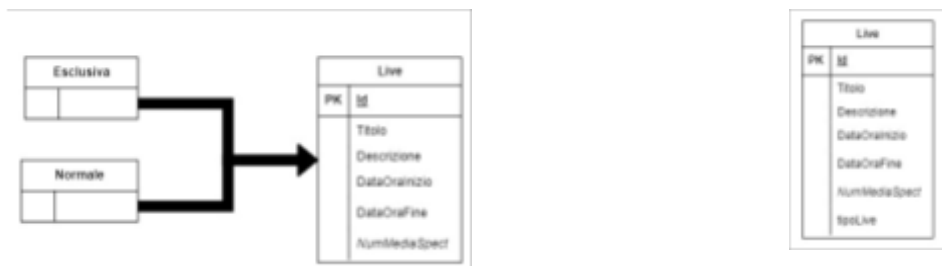 Esclusiva
Normale
Live
PK Id
Titolo
Descrizione
DataOraInizio
DataOraFine
NumMediaSpect
Live
PK Id
Titolo
Descrizione
DataOraInizio
DataOraFine
NumMediaSpect
tipoLive